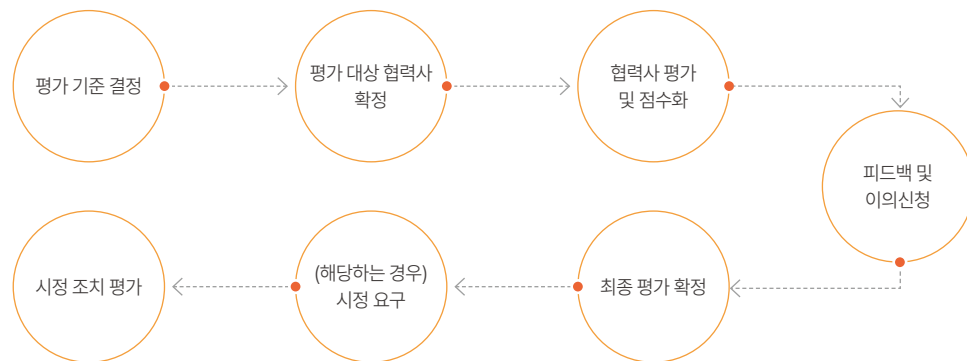 평가 기준 결정
평가 대상 협력사
확정
협력사 평가
및 점수화
피드백 및
이의신청
최종 평가 확정
(해당하는 경우)
시정 요구
시정 조치 평가